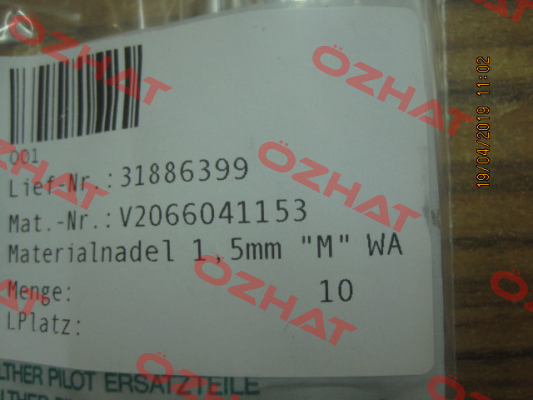 001
Lief-Nr.: 31886399
Mat.-Nr.: V2066041153
Materialnadel 1,5mm "M" WA
Menge: 10
LPlatz:
LTHER PILOT ERSATZTEILE
19/04/2019 11:02
ÖZHAT
ÖZHAT
ÖZHAT
ÖZHAT
ÖZHAT
ÖZHAT